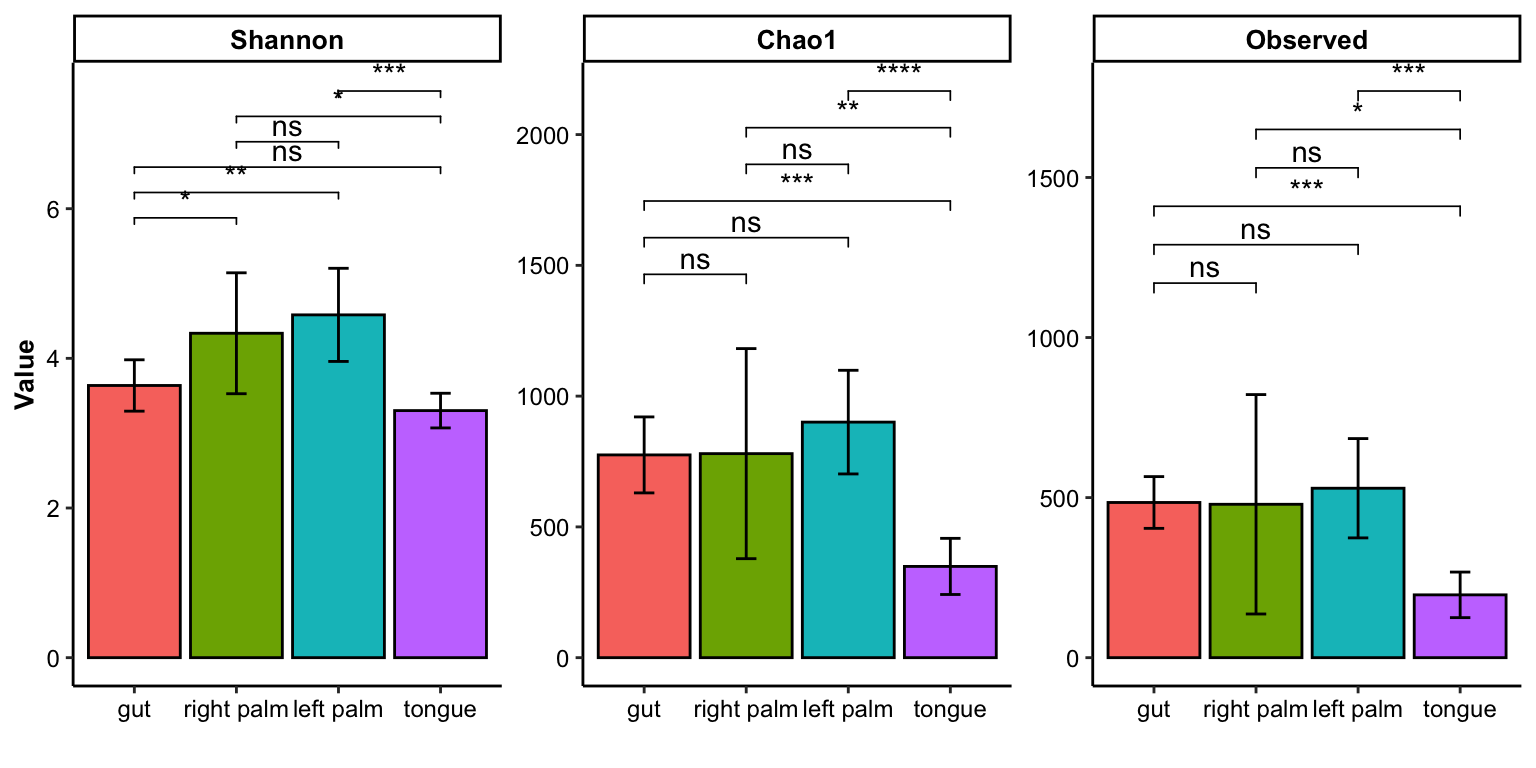 Shannon
Chao1
Observed
***
*
ns
ns
**
*
****
**
ns
***
ns
ns
***
*
ns
***
ns
ns
Value
6
4
2
0
2000
1500
1000
500
0
1500
1000
500
0
gut right palm left palm tongue
gut right palm left palm tongue
gut right palm left palm tongue